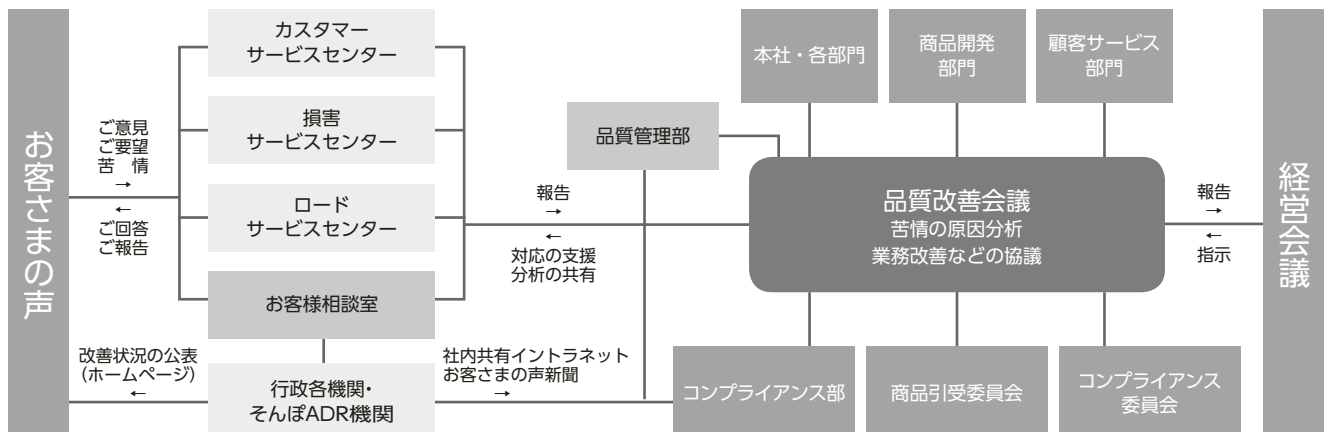 お客さまの声
ご意見
ご要望
苦 情
→
←
ご回答
ご報告
カスタマー
サービスセンター
損害
サービスセンター
ロード
サービスセンター
お客様相談室
行政各機関・
そんぽADR機関
改善状況の公表
(ホームページ)
←
報告
→
←
対応の支援
分析の共有
社内共有イントラネット
お客さまの声新聞
→
品質管理部
本社・各部門
商品開発
部門
顧客サービス
部門
品質改善会議
苦情の原因分析
業務改善などの協議
コンプライアンス部
商品引受委員会
コンプライアンス
委員会
報告
→
←
指示
経営会議